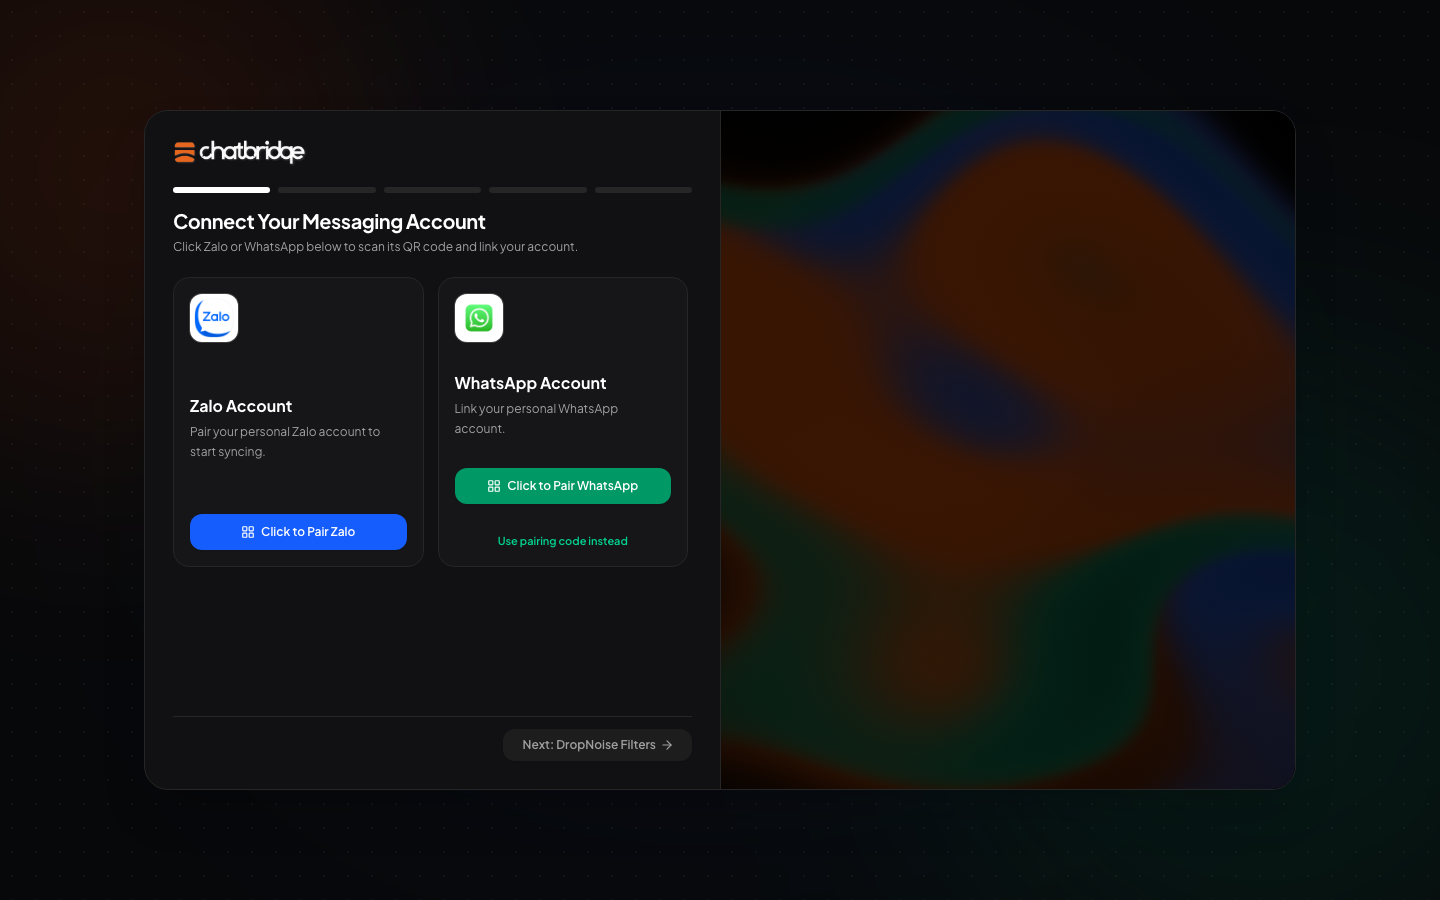 chatbridge
Connect Your Messaging Account
Click Zalo or WhatsApp below to scan its QR code and link your account.
Zalo
Zalo Account
Pair your personal Zalo account to
start syncing.
Click to Pair Zalo
WhatsApp Account
Link your personal WhatsApp
account.
Click to Pair WhatsApp
Use pairing code instead
Next: DropNoise Filters